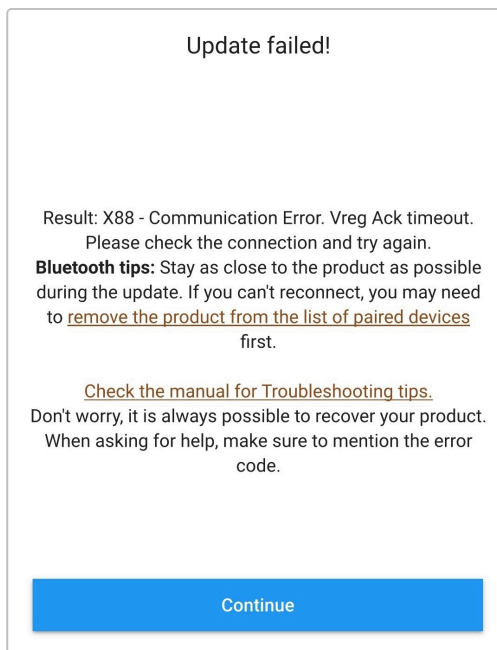 Update failed!
Result: X88 - Communication Error. Vreg Ack timeout.
Please check the connection and try again.
Bluetooth tips: Stay as close to the product as possible
during the update. If you can't reconnect, you may need
to remove the product from the list of paired devices
first.
Check the manual for Troubleshooting tips.
Don't worry, it is always possible to recover your product.
When asking for help, make sure to mention the error
code.
Continue